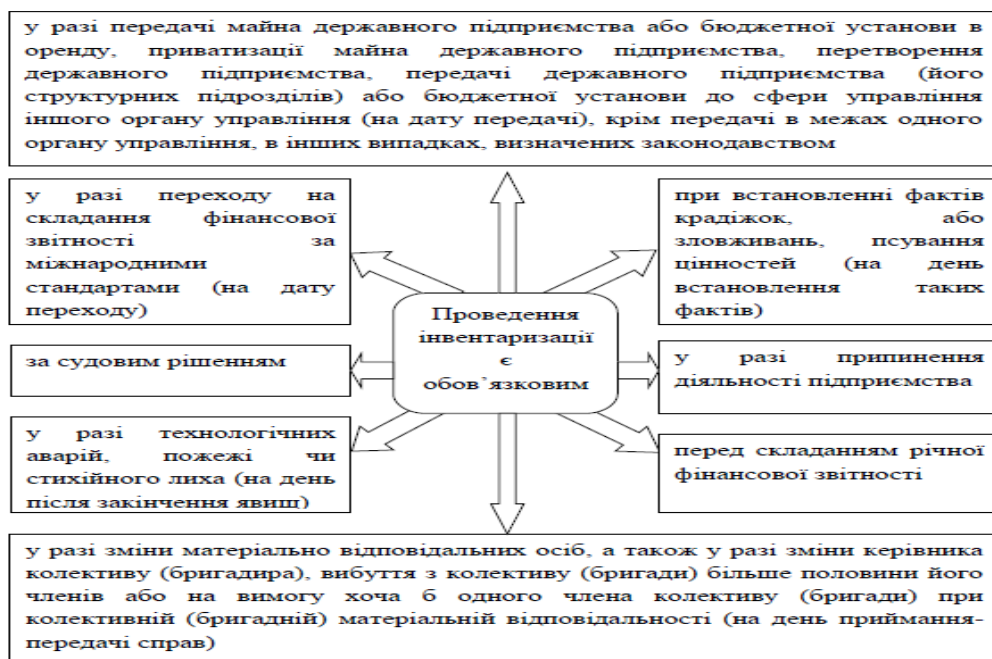 у разі передачі майна державного підприємства або бюджетної установи в
оренду, приватизації майна державного підприємства, перетворення
державного підприємства, передачі державного підприємства (його
структурних підрозділів) або бюджетної установи до сфери управління
іншого органу управління (на дату передачі), крім передачі в межах одного
органу управління, в інших випадках, визначених законодавством
у разі переходу на
складання фінансової
звітності за
міжнародними
стандартами (на дату
переходу)
при встановленні фактів
крадіжок, або
зловживань, псування
цінностей (на день
встановлення таких
фактів)
Проведення
інвентаризації
є
обов’язковим
за судовим рішенням
у разі припинення
діяльності підприємства
у разі технологічних
аварій, пожежі чи
стихійного лиха (на день
після закінчення явищ)
перед складанням річної
фінансової звітності
у разі зміни матеріально відповідальних осіб, а також у разі зміни керівника
колективу (бригадира), вибуття з колективу (бригади) більше половини його
членів або на вимогу хоча б одного члена колективу (бригади) при
колективній (бригадній) матеріальній відповідальності (на день приймання-
передачі справ)